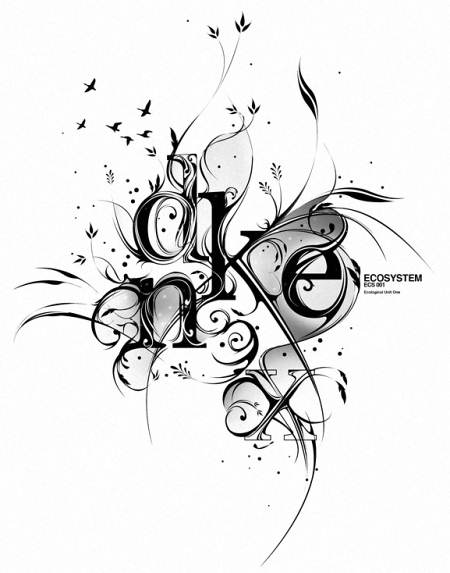 d e
n
x
ECOSYSTEM
ECS 001
Ecological Unit One